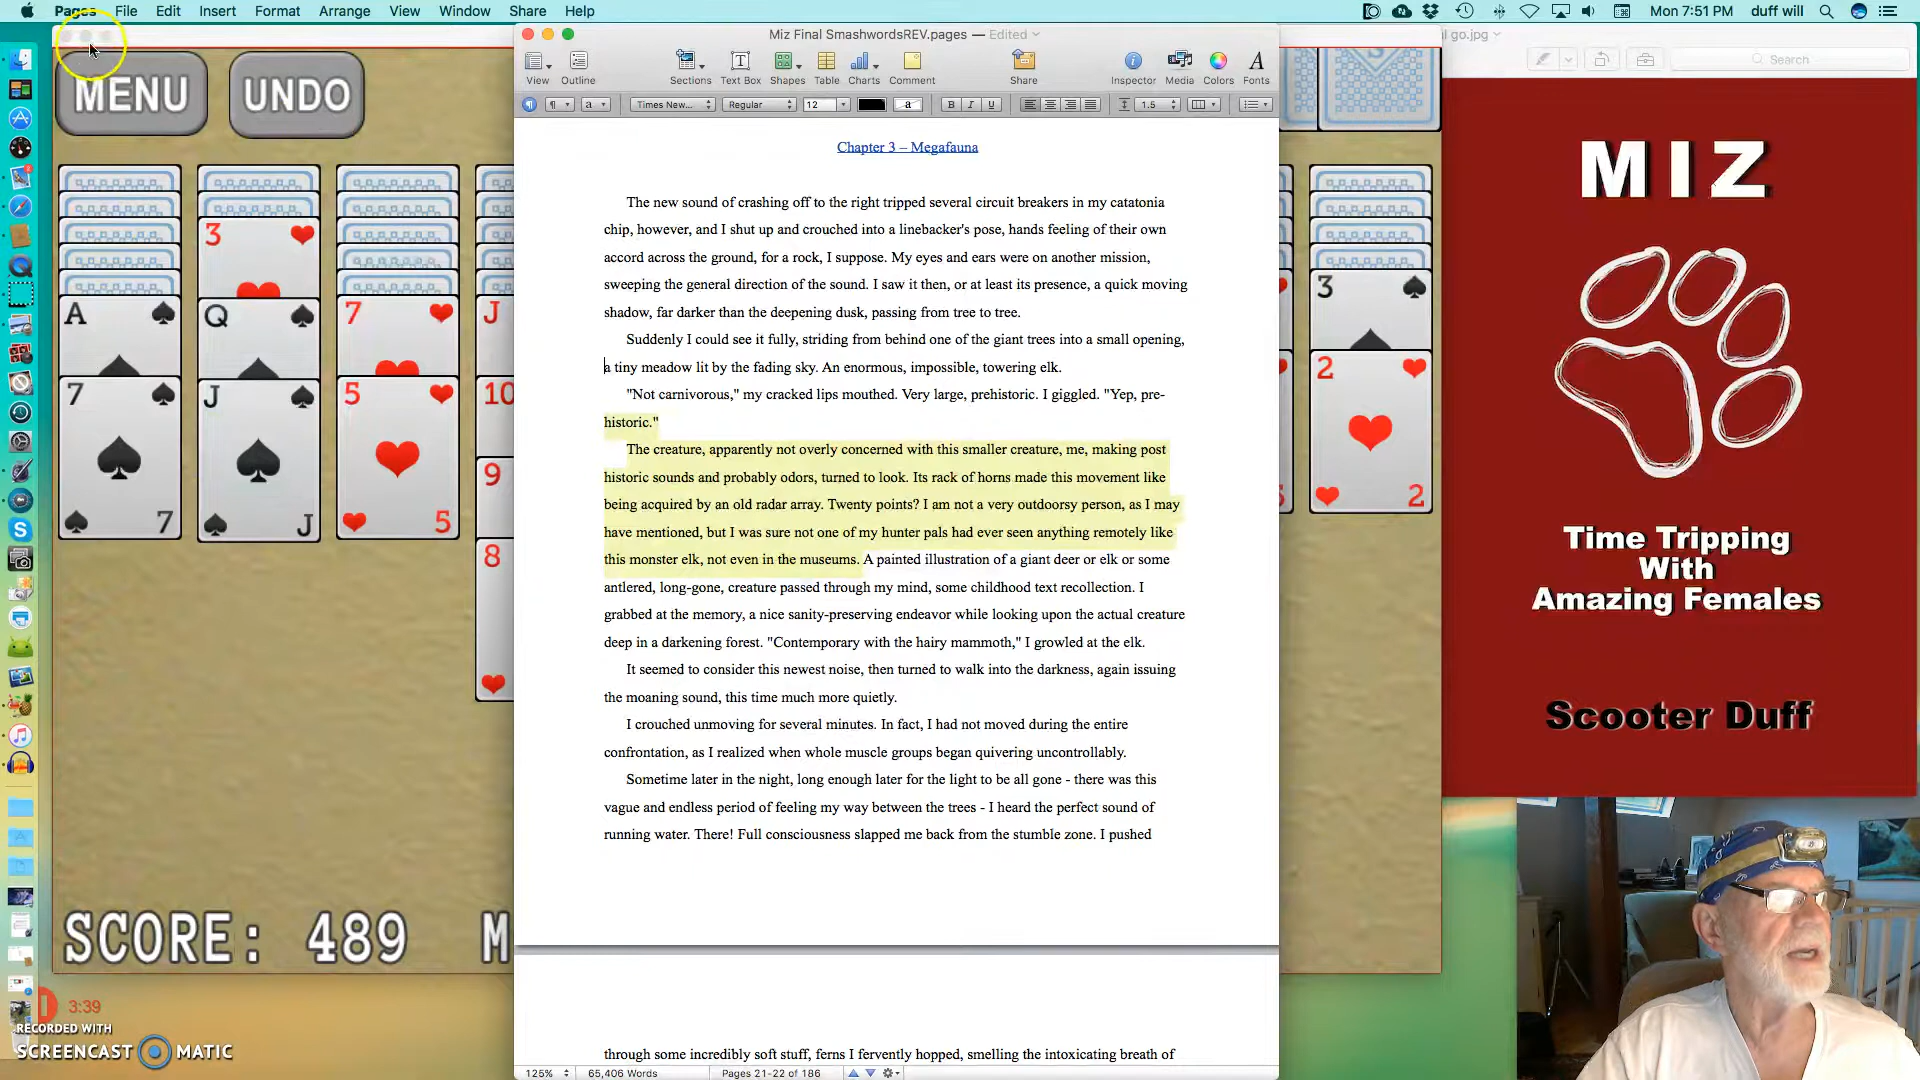 Pages File Edit Insert Format Arrange View Window Share Help
Mon 7:51 PM duff will
MENU
UNDO
3
A
Q
7
J
7
J
5
10
9
8
7
J
5
SCORE: 489 M
3:39
RECORDED WITH
SCREENCAST MATIC
Miz Final SmashwordsREV.pages — Edited
View Outline Sections Text Box Shapes Table Charts Comment Share Inspector Media Colors Fonts
a Times New... Regular 12 a B I U 1.5
Chapter 3 – Megafauna
The new sound of crashing off to the right tripped several circuit breakers in my catatonia
chip, however, and I shut up and crouched into a linebacker's pose, hands feeling of their own
accord across the ground, for a rock, I suppose. My eyes and ears were on another mission,
sweeping the general direction of the sound. I saw it then, or at least its presence, a quick moving
shadow, far darker than the deepening dusk, passing from tree to tree.
Suddenly I could see it fully, striding from behind one of the giant trees into a small opening,
a tiny meadow lit by the fading sky. An enormous, impossible, towering elk.
"Not carnivorous," my cracked lips mouthed. Very large, prehistoric. I giggled. "Yep, pre-
historic."
The creature, apparently not overly concerned with this smaller creature, me, making post
historic sounds and probably odors, turned to look. Its rack of horns made this movement like
being acquired by an old radar array. Twenty points? I am not a very outdoorsy person, as I may
have mentioned, but I was sure not one of my hunter pals had ever seen anything remotely like
this monster elk, not even in the museums. A painted illustration of a giant deer or elk or some
antlered, long-gone, creature passed through my mind, some childhood text recollection. I
grabbed at the memory, a nice sanity-preserving endeavor while looking upon the actual creature
deep in a darkening forest. "Contemporary with the hairy mammoth," I growled at the elk.
It seemed to consider this newest noise, then turned to walk into the darkness, again issuing
the moaning sound, this time much more quietly.
I crouched unmoving for several minutes. In fact, I had not moved during the entire
confrontation, as I realized when whole muscle groups began quivering uncontrollably.
Sometime later in the night, long enough later for the light to be all gone - there was this
vague and endless period of feeling my way between the trees - I heard the perfect sound of
running water. There! Full consciousness slapped me back from the stumble zone. I pushed
through some incredibly soft stuff, ferns I fervently hopped, smelling the intoxicating breath of
125% 65,406 Words Pages 21-22 of 186
3
2
2
go.jpg
Search
MIZ
Time Tripping
With
Amazing Females
Scooter Duff